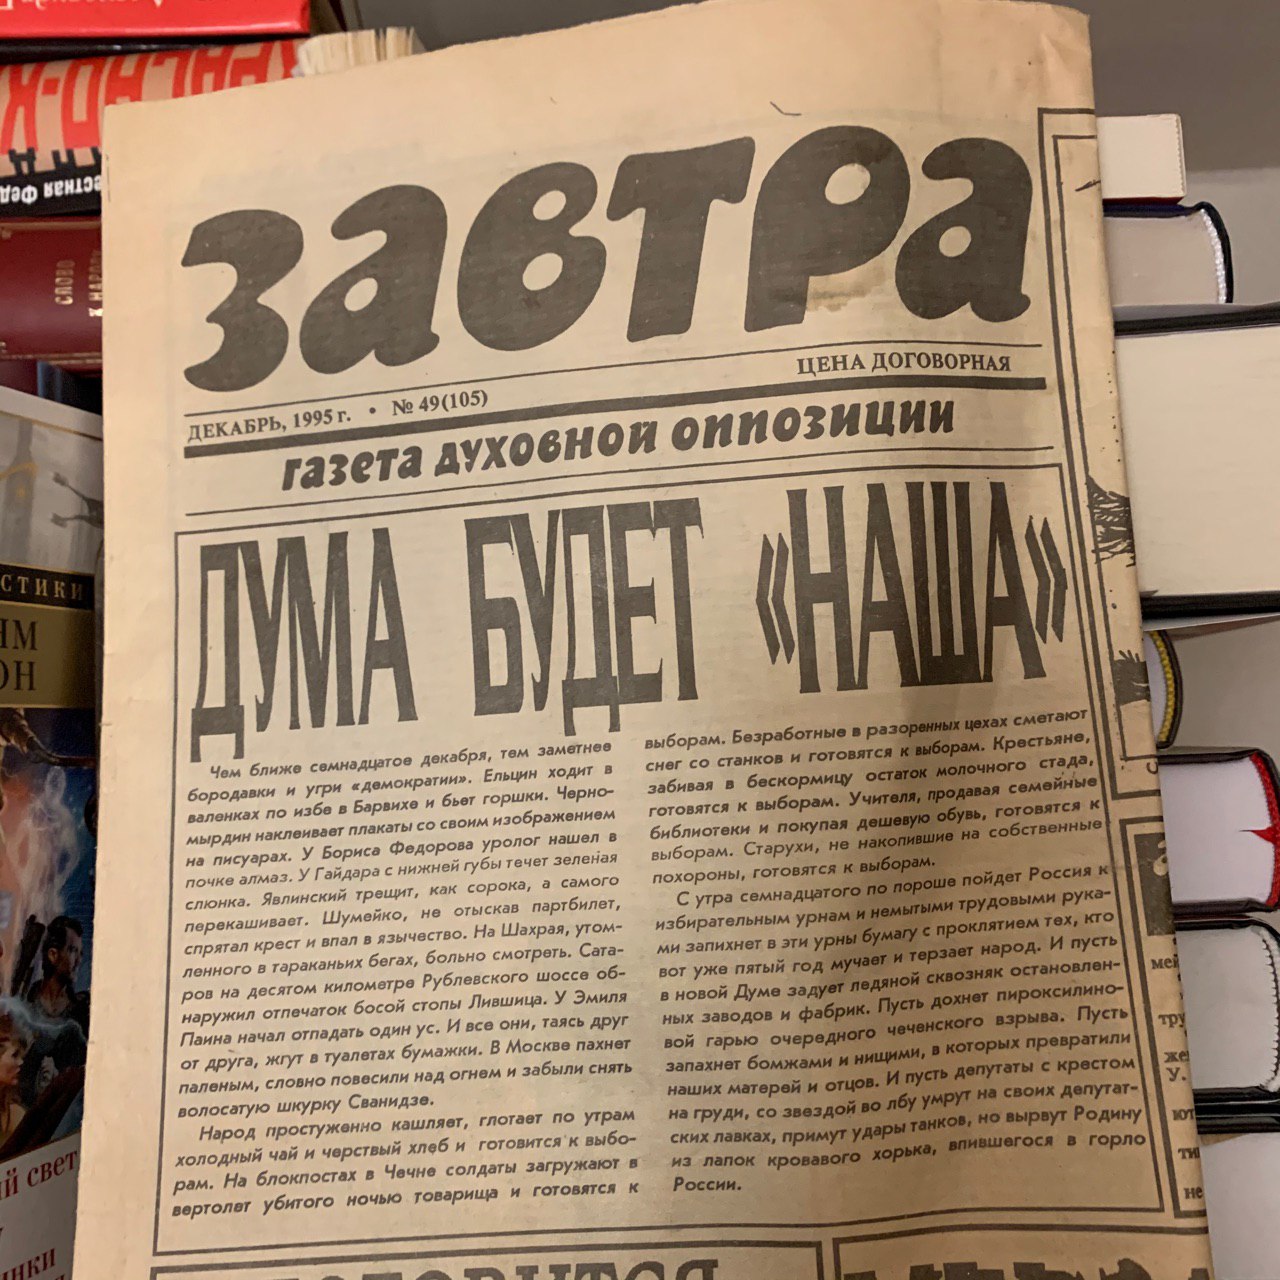 завтра
ЦЕНА ДОГОВОРНАЯ
ДЕКАБРЬ, 1995 г. • № 49(105)
газета духовной оппозиции
ДУМА БУДЕТ «НАША»
Чем ближе семнадцатое декабря, тем заметнее
бородавки и угри «демократии». Ельцин ходит в
валенках по избе в Барвихе и бьет горшки. Черно-
мырдин наклеивает плакаты со своим изображением
на писуарах. У Бориса Федорова уролог нашел в
почке алмаз. У Гайдара с нижней губы течет зеленая
слюнка. Явлинский трещит, как сорока, а самого
перекашивает. Шумейко, не отыскав партбилет,
спрятал крест и впал в язычество. На Шахрая, утом-
ленного в тараканьих бегах, больно смотреть. Сата-
ров на десятом километре Рублевского шоссе об-
наружил отпечаток босой стопы Лившица. У Эмиля
Паина начал отпадать один ус. И все они, таясь друг
от друга, жгут в туалетах бумажки. В Москве пахнет
паленым, словно повесили над огнем и забыли снять
волосатую шкурку Сванидзе.
Народ простуженно кашляет, глотает по утрам
холодный чай и черствый хлеб и готовится к выбо-
рам. На блокпостах в Чечне солдаты загружают в
вертолет убитого ночью товарища и готовятся к
выборам. Безработные в разоренных цехах сметают
снег со станков и готовятся к выборам. Крестьяне,
забивая в бескормицу остаток молочного стада,
готовятся к выборам. Учителя, продавая семейные
библиотеки и покупая дешевую обувь, готовятся к
выборам. Старухи, не накопившие на собственные
похороны, готовятся к выборам.
С утра семнадцатого по пороше пойдет Россия к
избирательным урнам и немытыми трудовыми рука-
ми запихнет в эти урны бумагу с проклятием тех, кто
вот уже пятый год мучает и терзает народ. И пусть
в новой Думе задует ледяной сквозняк остановлен-
ных заводов и фабрик. Пусть дохнет пироксилино-
вой гарью очередного чеченского взрыва. Пусть
запахнет бомжами и нищими, в которых превратили
наших матерей и отцов. И пусть депутаты с крестом
на груди, со звездой во лбу умрут на своих депутат-
ских лавках, примут удары танков, но вырвут Родину
из лапок кровавого хорька, впившегося в горло
России.
СЛОВО
К НАРОДУ